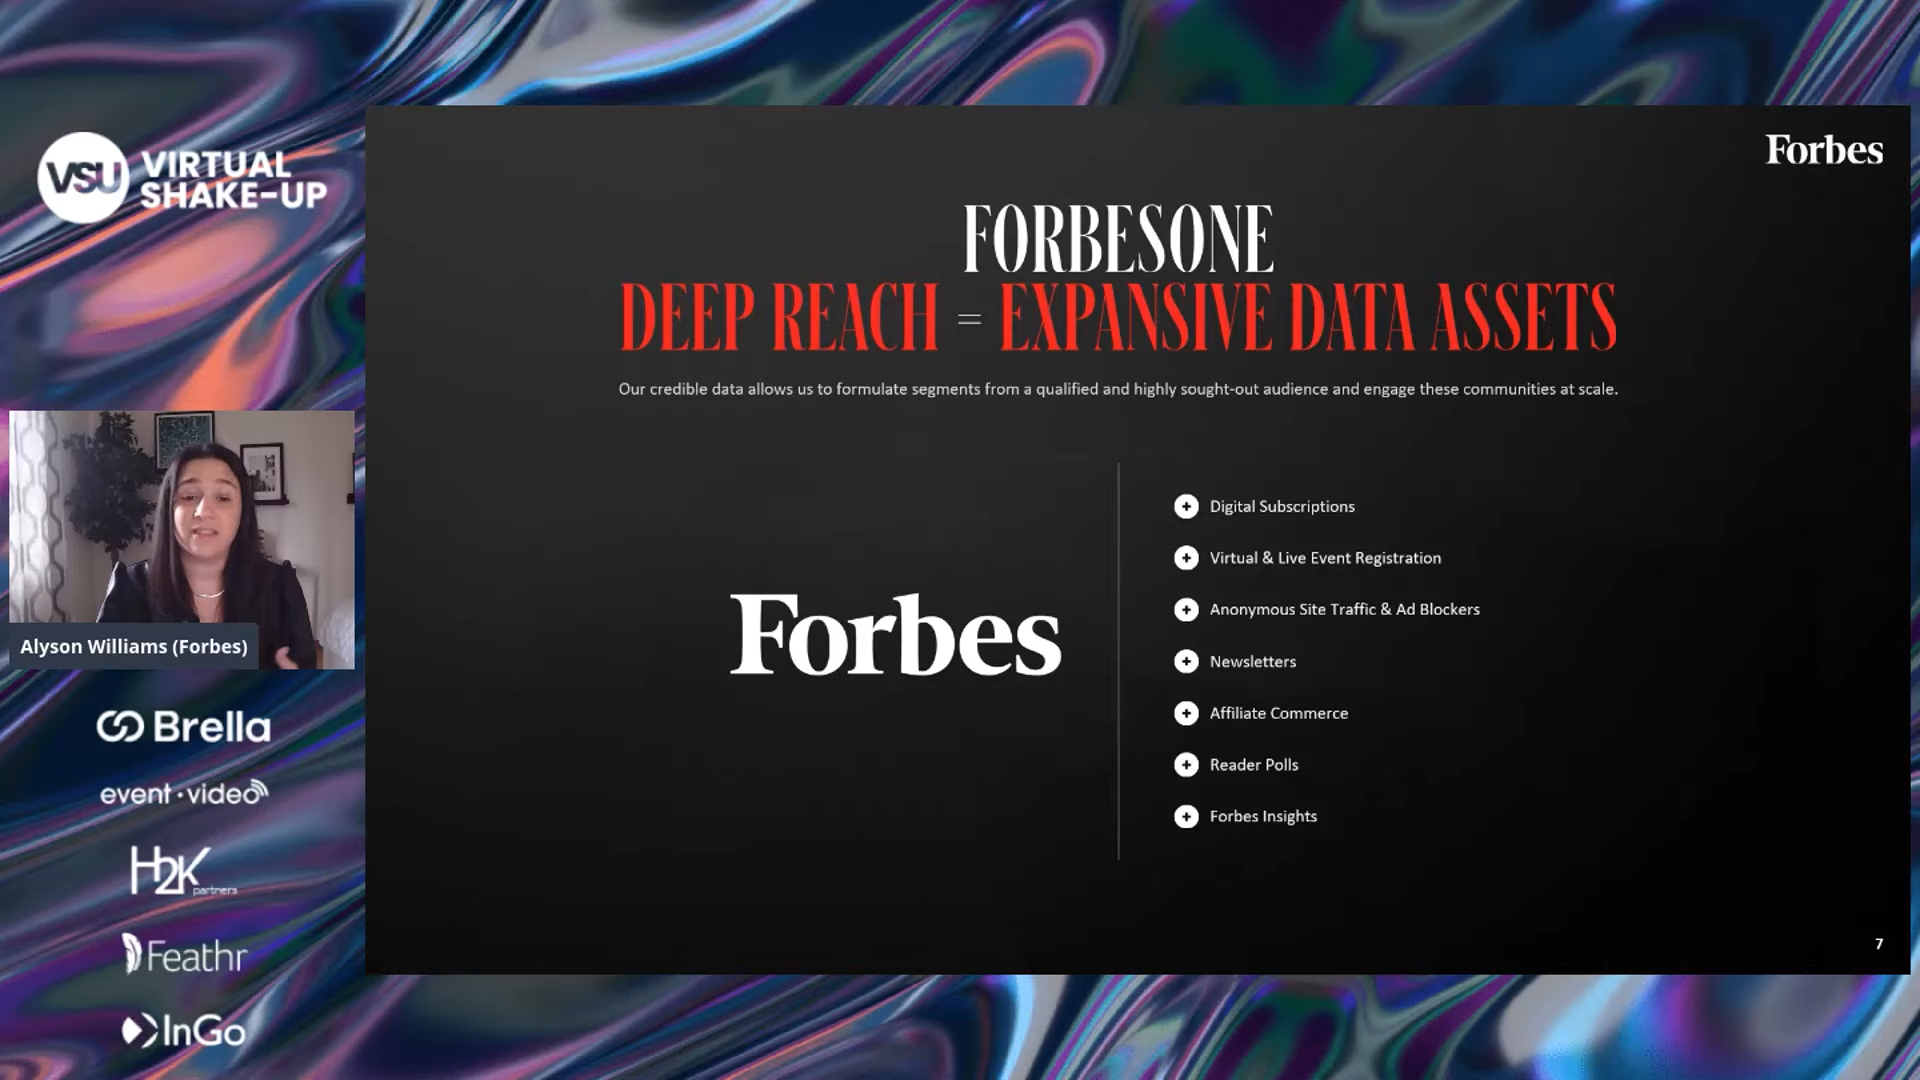 VSU
VIRTUAL
SHAKE-UP
Forbes
FORBESONE
DEEP REACH = EXPANSIVE DATA ASSETS
Our credible data allows us to formulate segments from a qualified and highly sought-out audience and engage these communities at scale.
Forbes
Digital Subscriptions
Virtual & Live Event Registration
Anonymous Site Traffic & Ad Blockers
Newsletters
Affiliate Commerce
Reader Polls
Forbes Insights
7
Alyson Williams (Forbes)
Brella
event·video
H2K
partners
Feathr
InGo